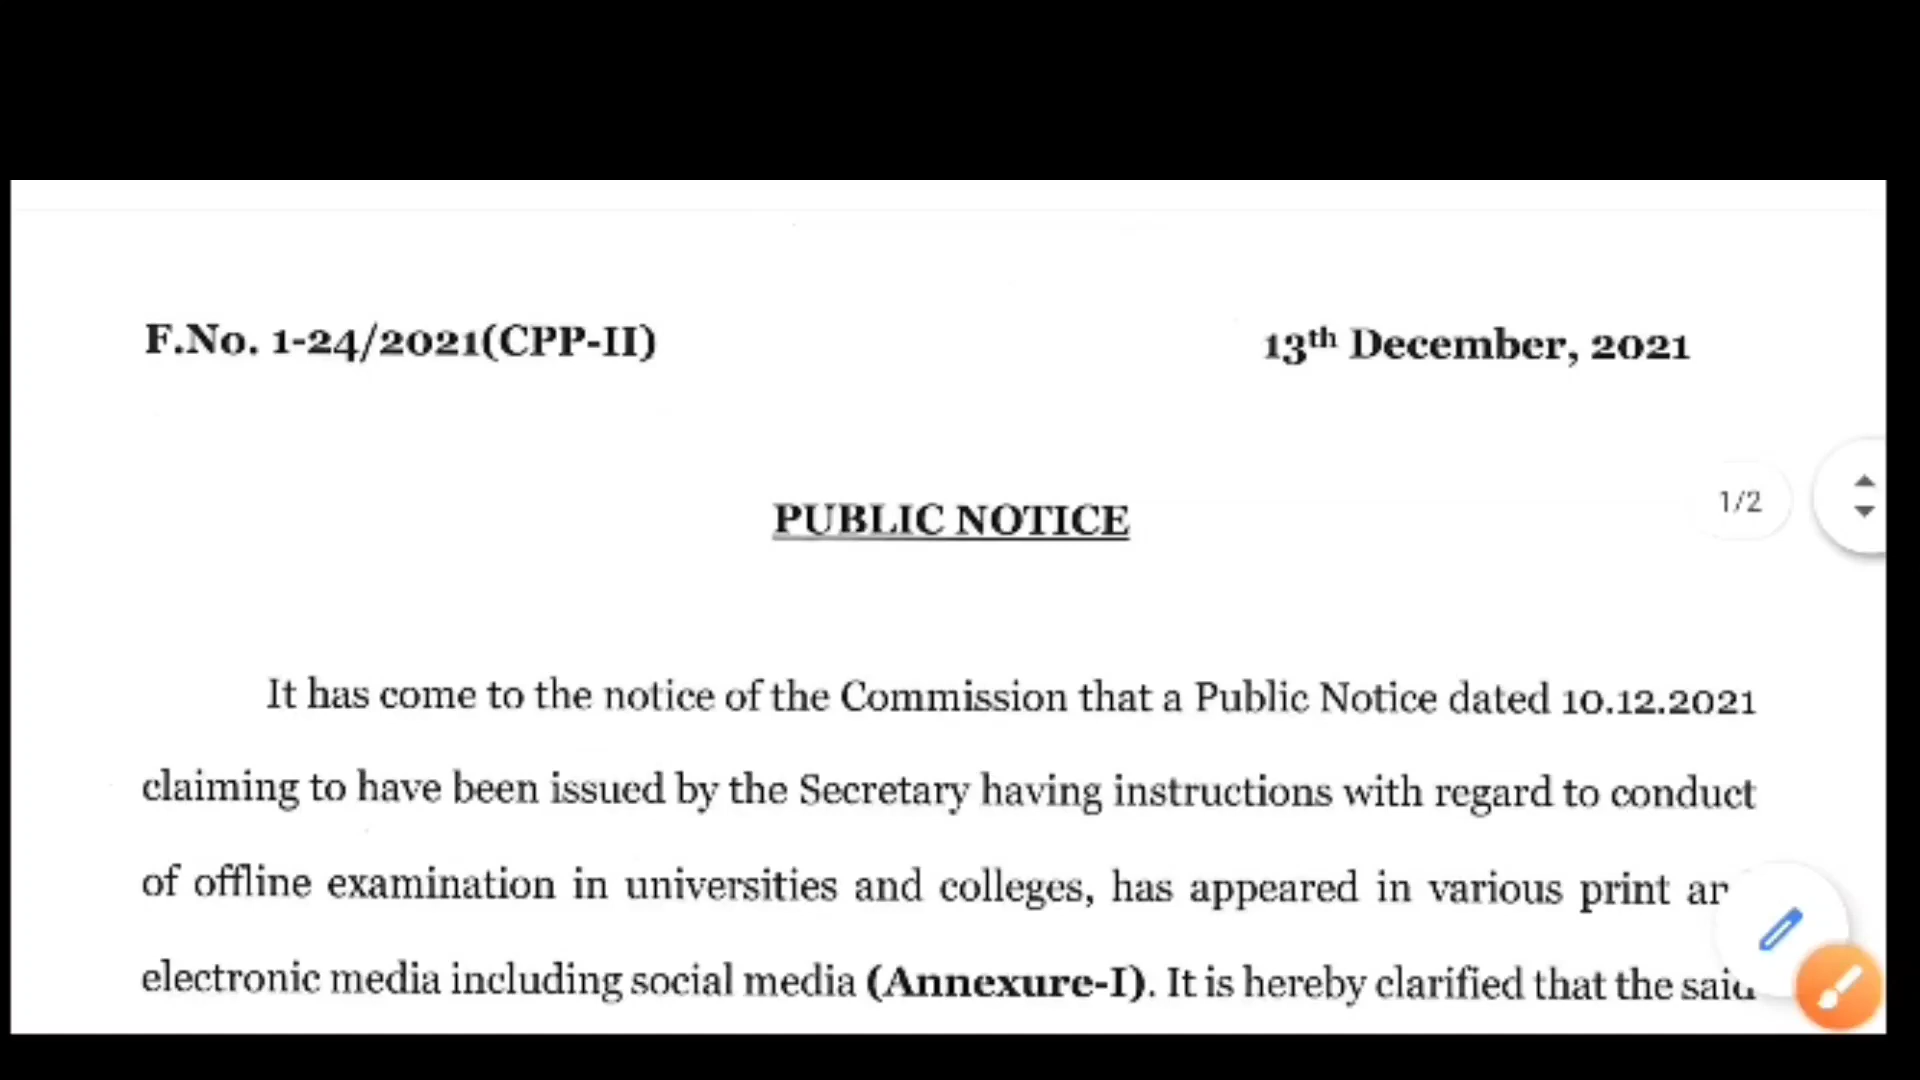 F.No. 1-24/2021(CPP-II) 13th December, 2021
PUBLIC NOTICE
1/2
It has come to the notice of the Commission that a Public Notice dated 10.12.2021
claiming to have been issued by the Secretary having instructions with regard to conduct
of offline examination in universities and colleges, has appeared in various print
electronic media including social media (Annexure-I). It is hereby clarified that the said